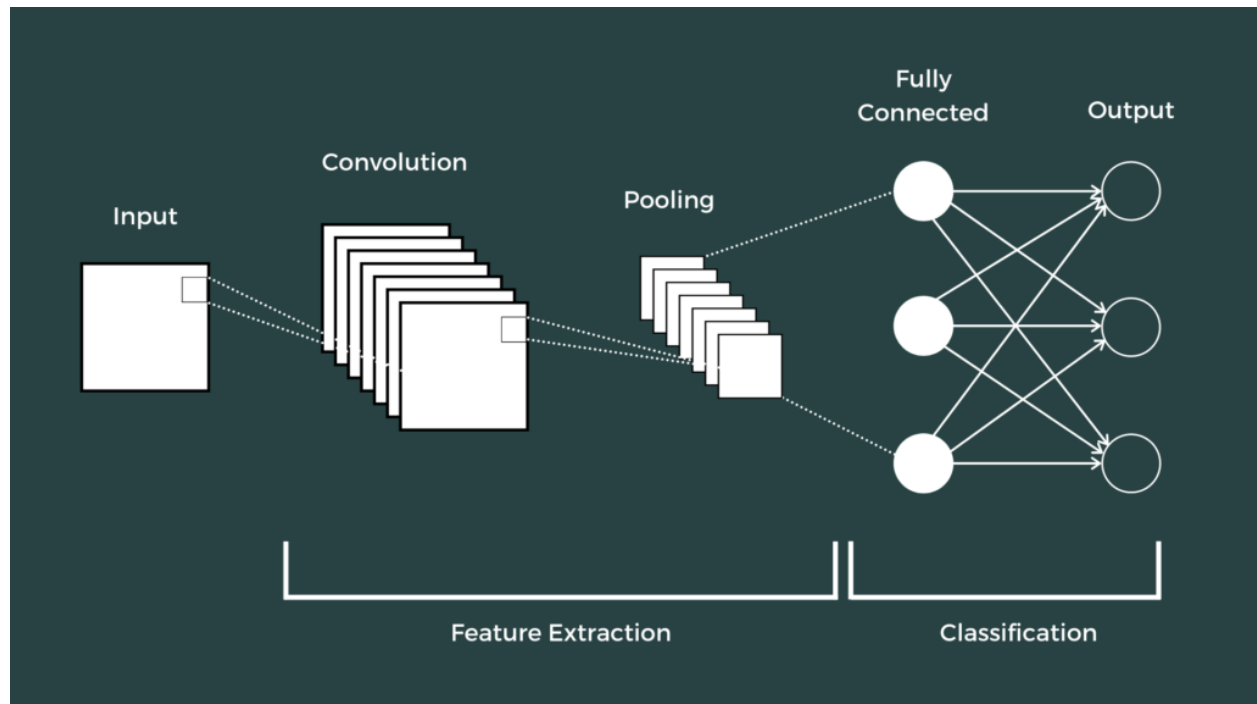 Input
Convolution
Pooling
Fully
Connected
Output
Feature Extraction
Classification